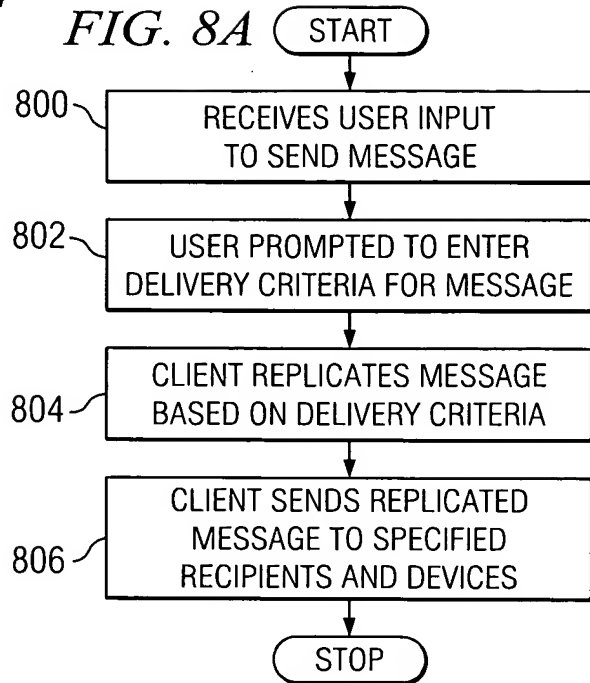 FIG. 8A
START
800
RECEIVES USER INPUT
TO SEND MESSAGE
802
USER PROMPTED TO ENTER
DELIVERY CRITERIA FOR MESSAGE
804
CLIENT REPLICATES MESSAGE
BASED ON DELIVERY CRITERIA
806
CLIENT SENDS REPLICATED
MESSAGE TO SPECIFIED
RECIPIENTS AND DEVICES
STOP